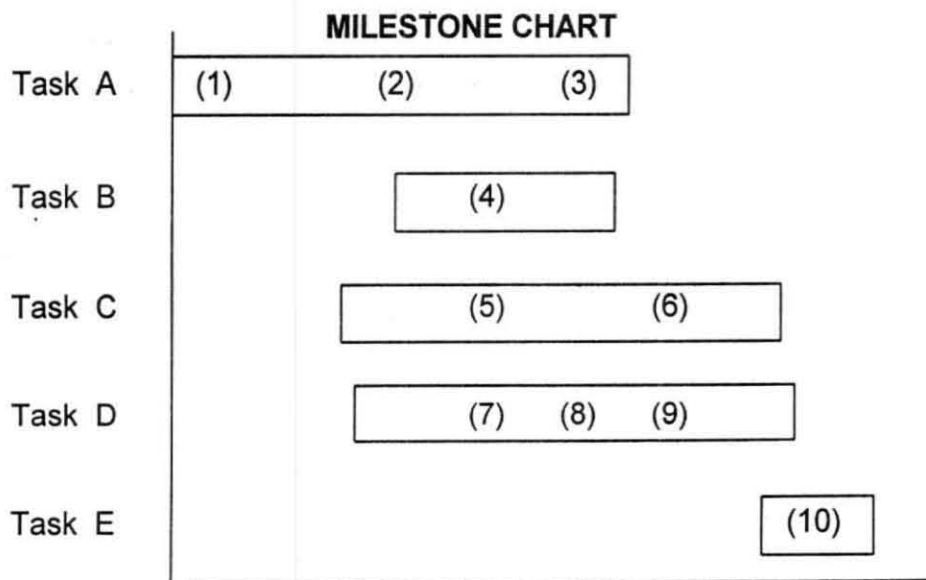 MILESTONE CHART
Task A (1) (2) (3)
Task B (4)
Task C (5) (6)
Task D (7) (8) (9)
Task E (10)